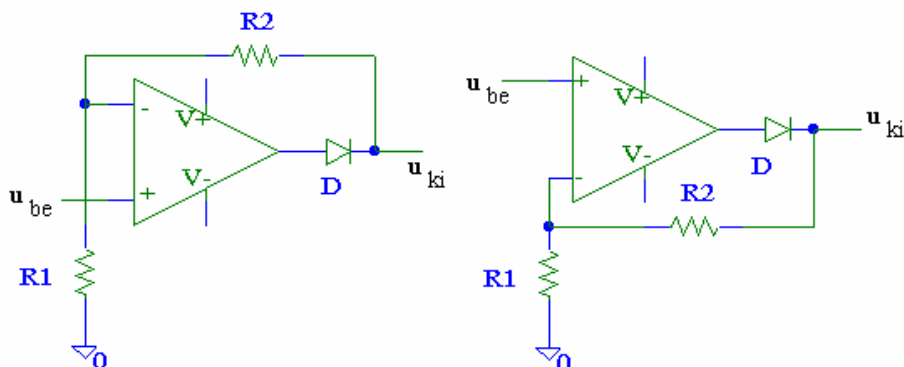 R2
-
V+
V-
+
D
u ki
u be
R1
0
u be
+
V+
V-
-
D
u ki
R2
R1
0